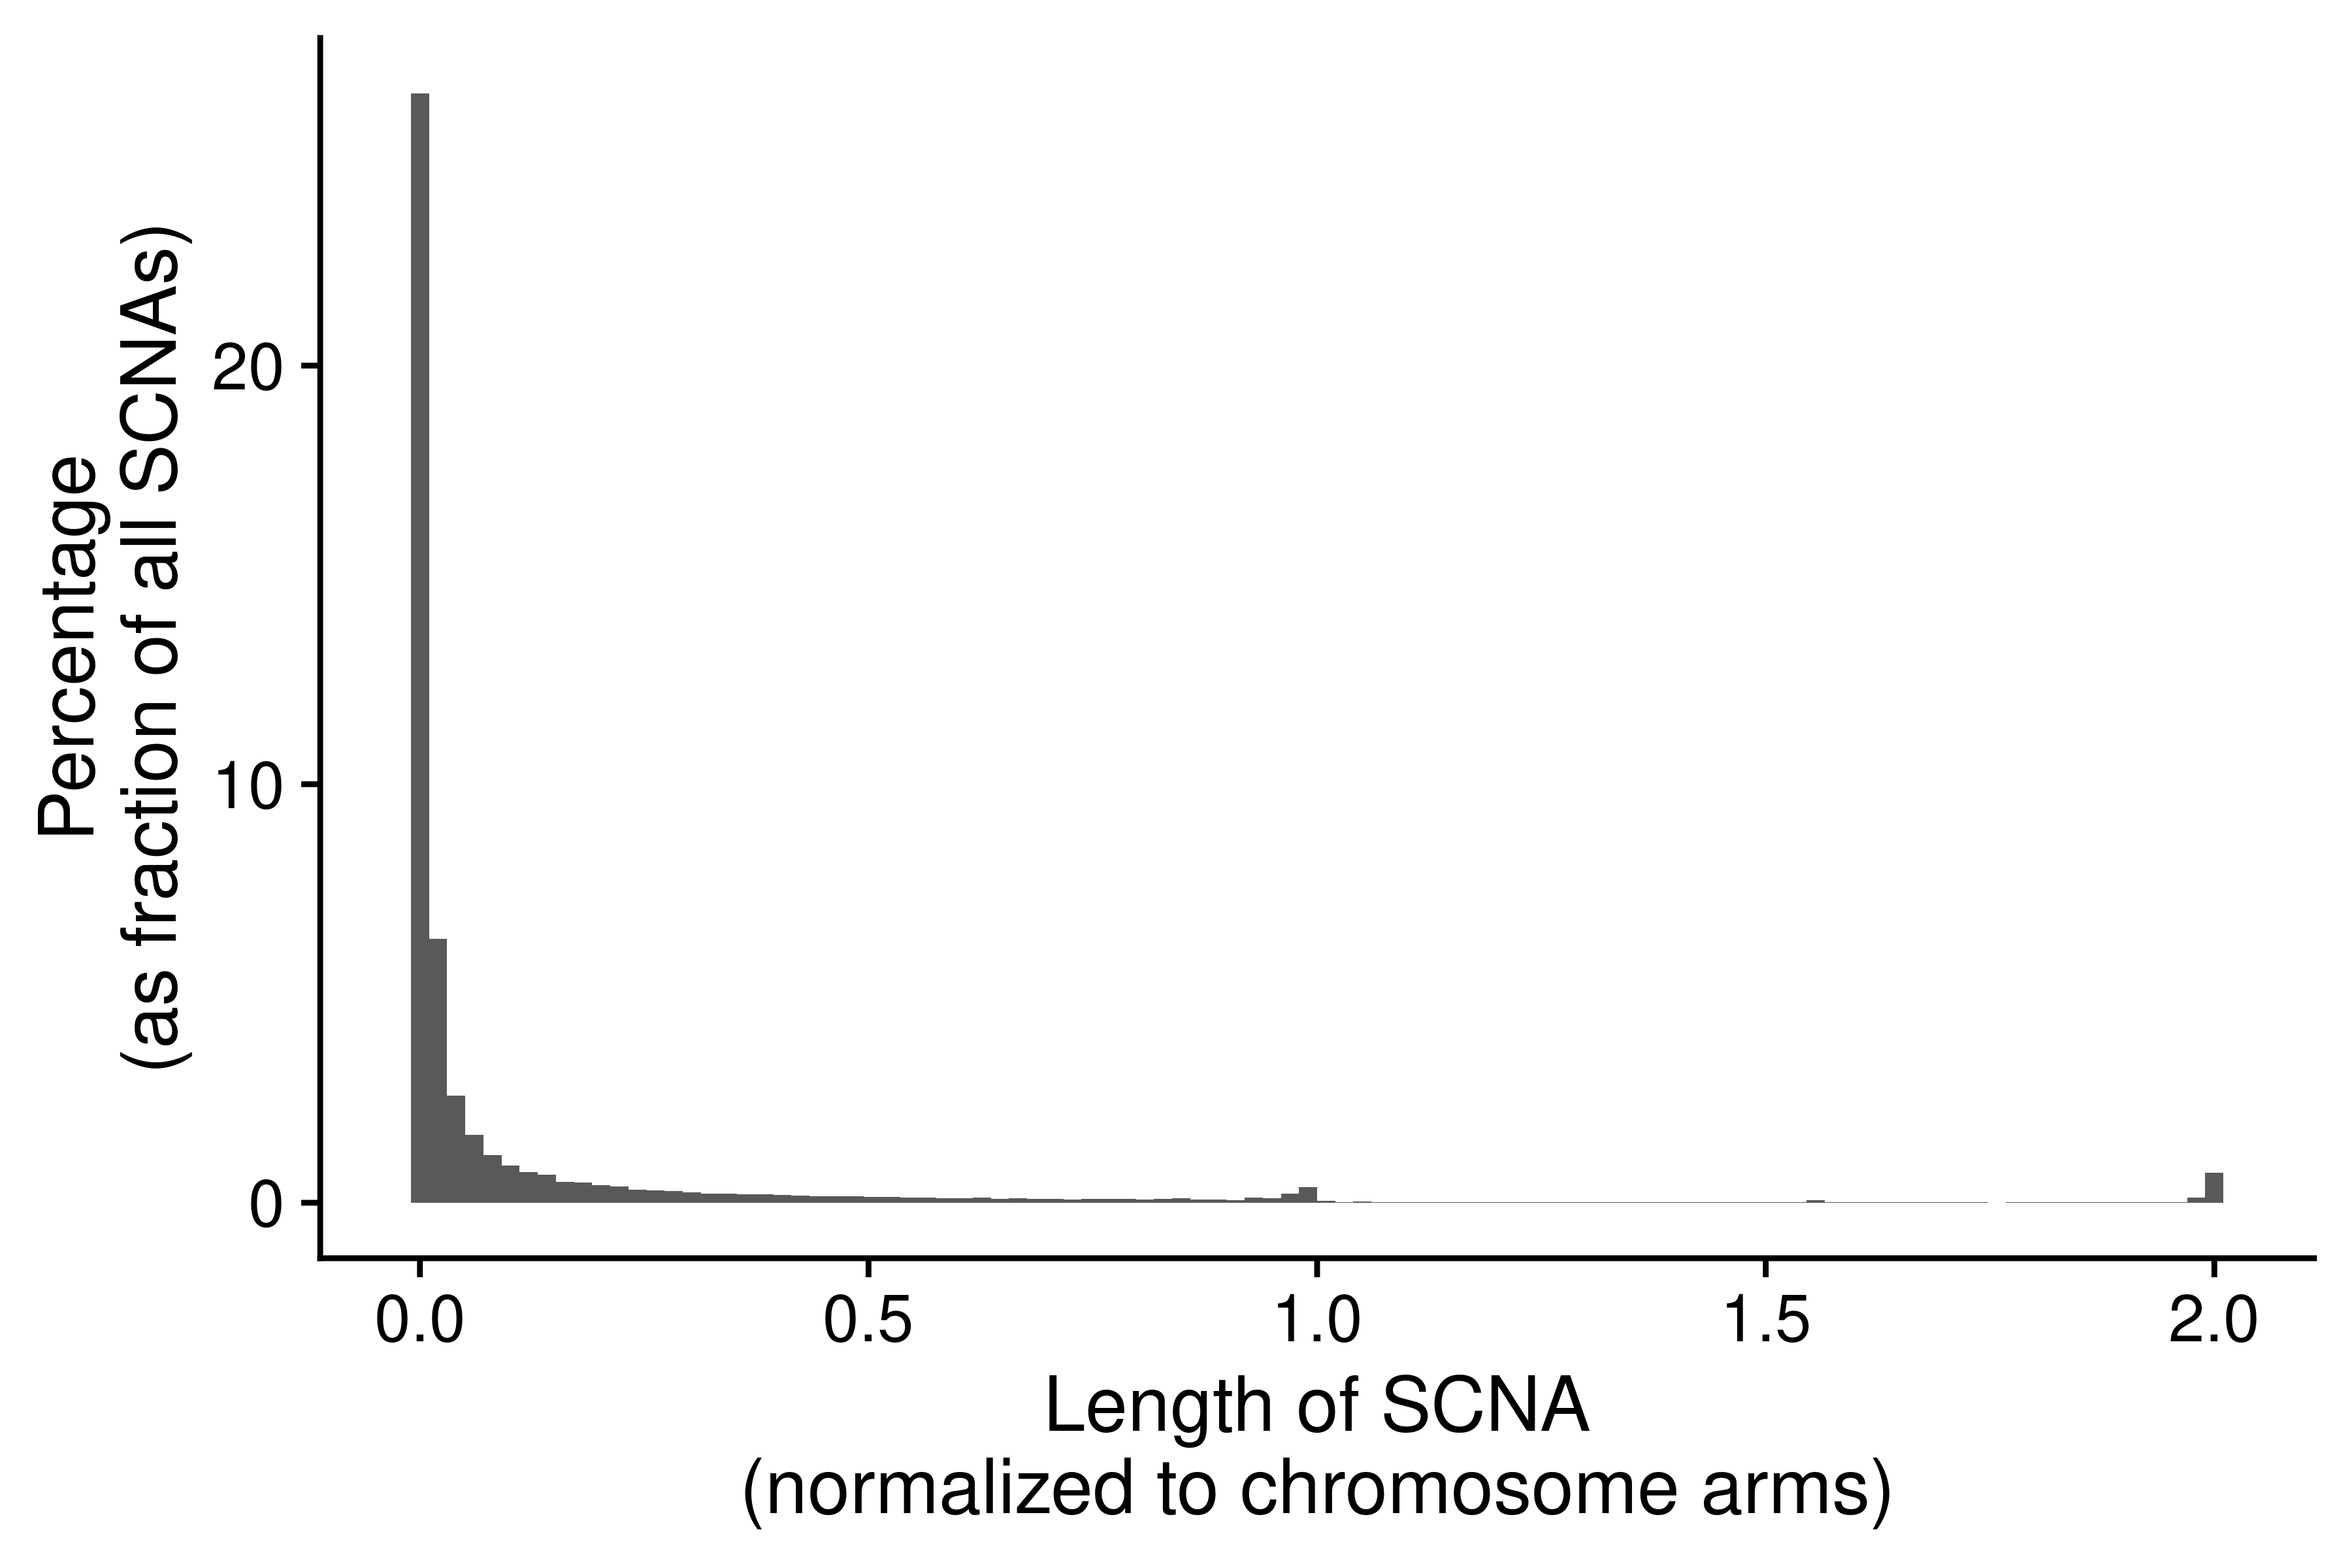 Percentage
(as fraction of all SCNAs)
20
10
0
0.0
0.5
1.0
1.5
2.0
Length of SCNA
(normalized to chromosome arms)